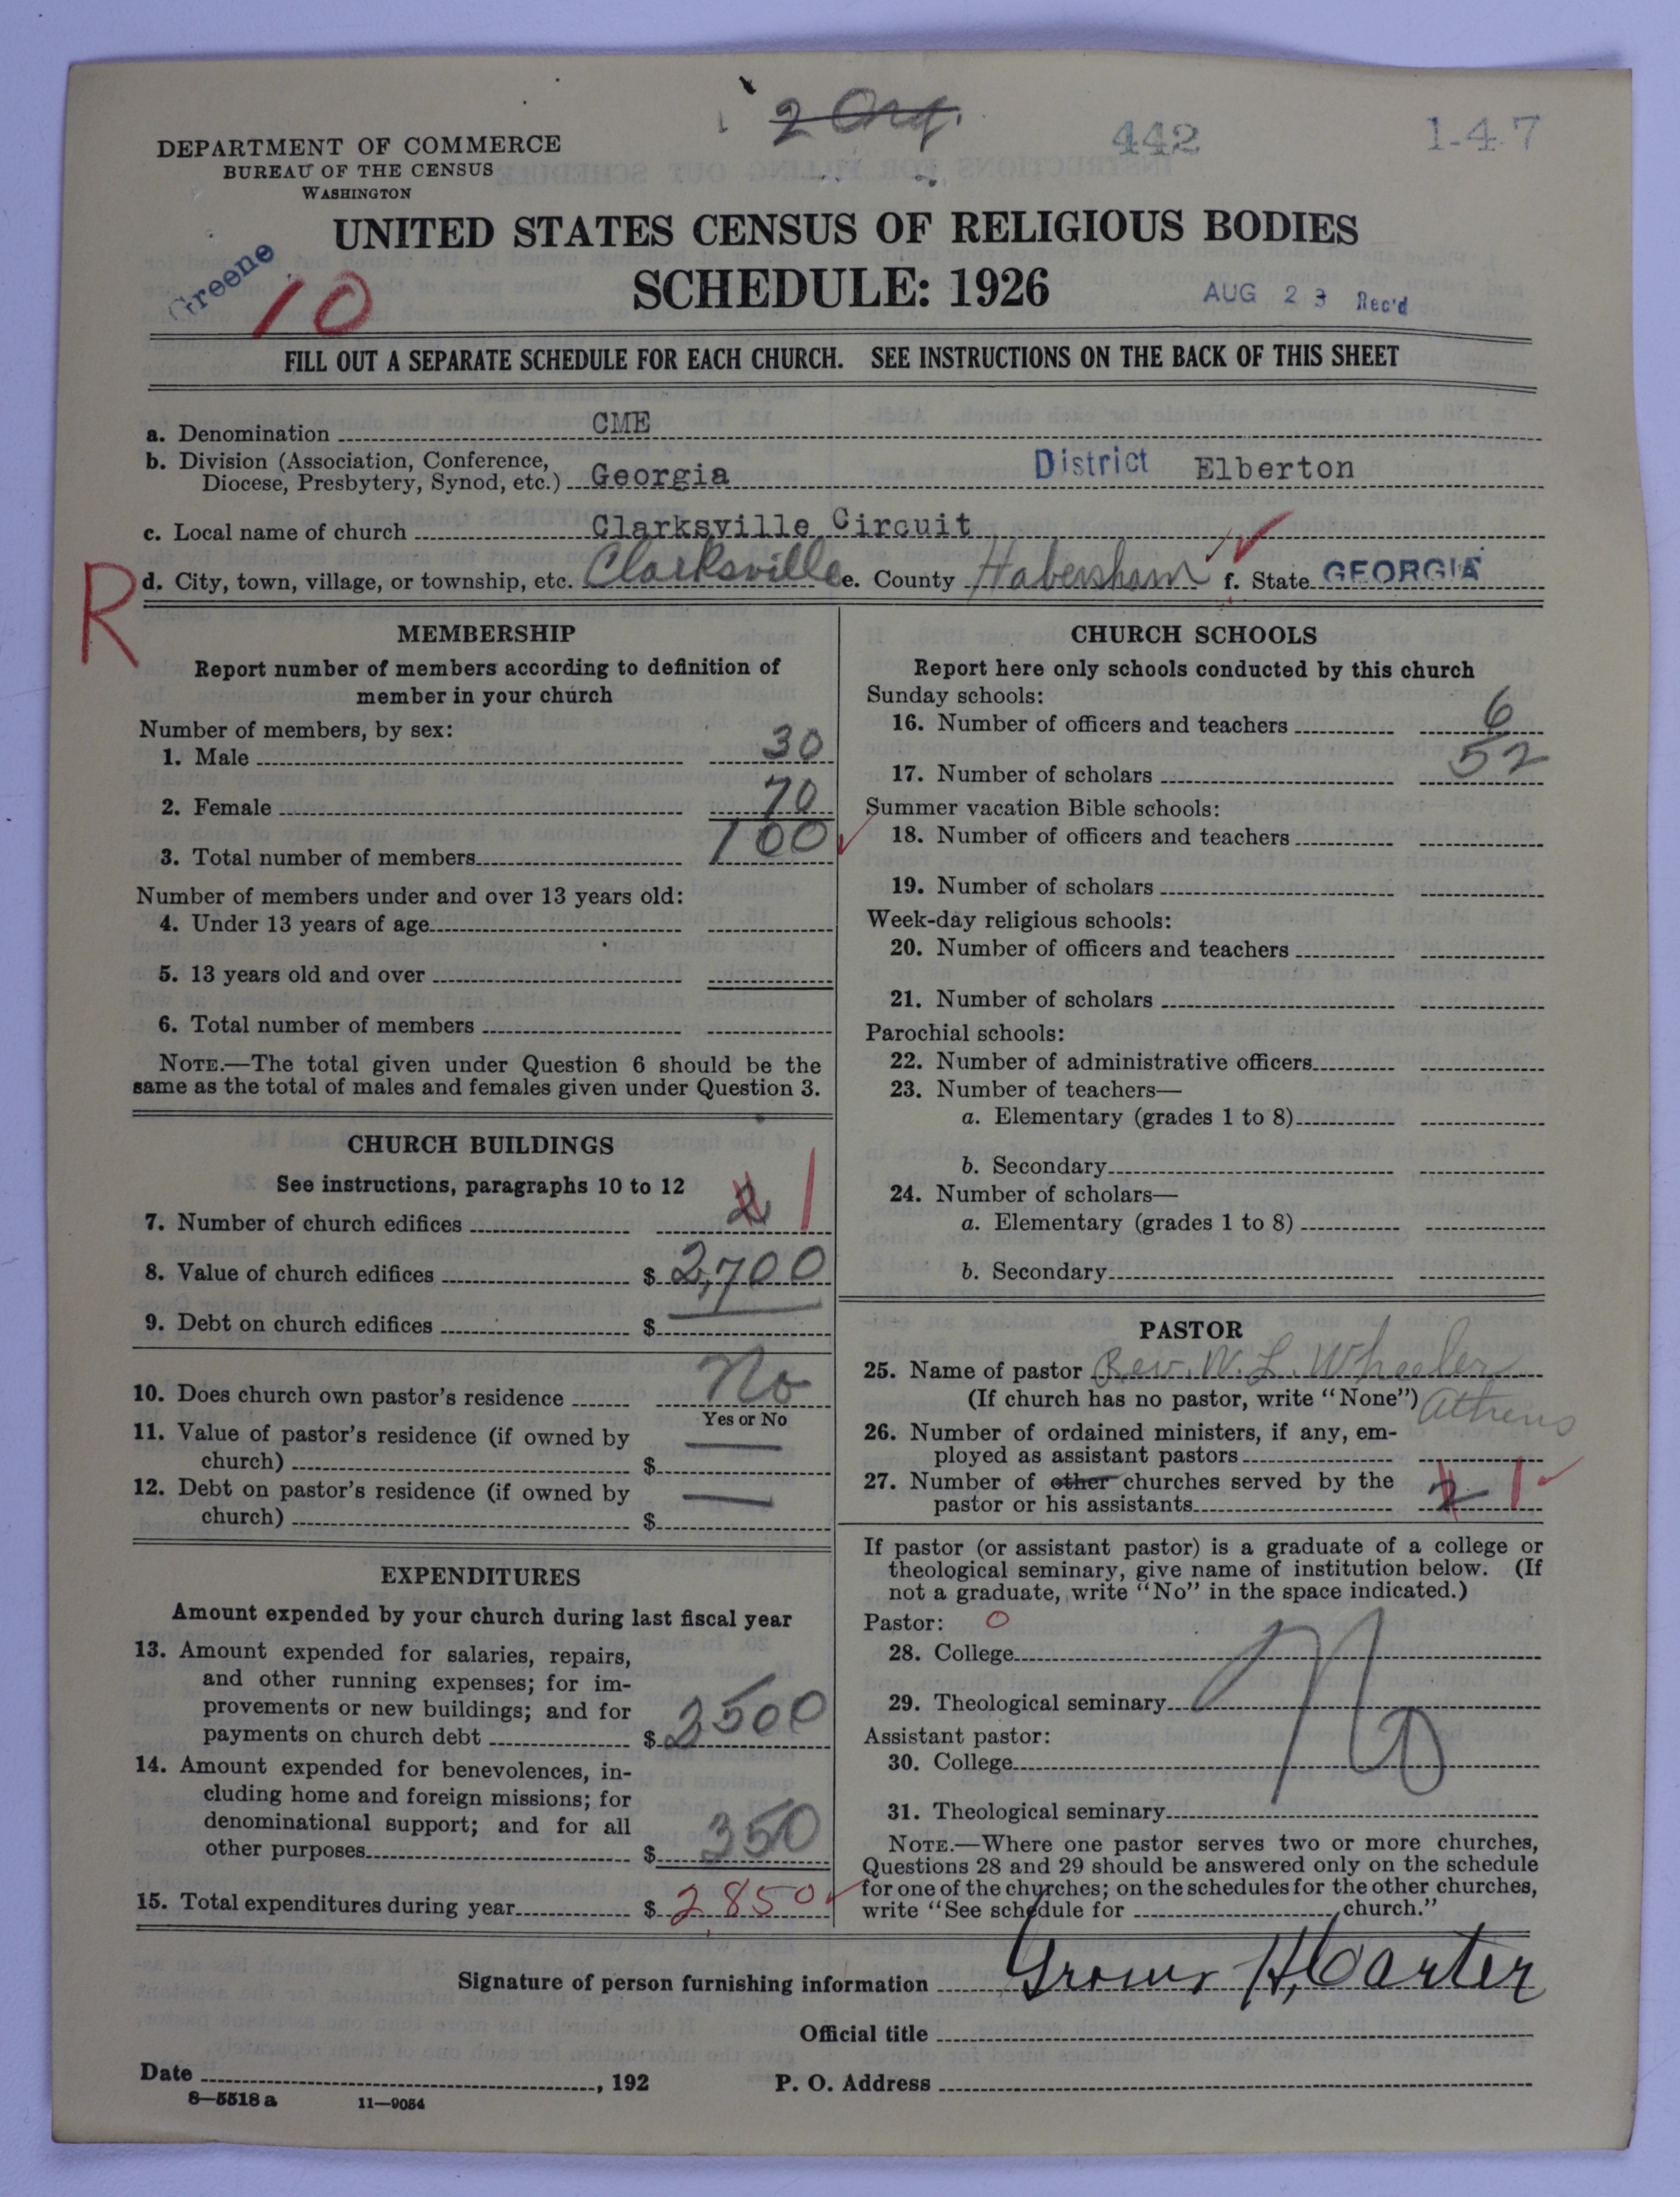 2 Org.
442
1-4-7
DEPARTMENT OF COMMERCE
BUREAU OF THE CENSUS
WASHINGTON
UNITED STATES CENSUS OF RELIGIOUS BODIES
SCHEDULE: 1926
Greene
10
AUG 23 Rec'd
FILL OUT A SEPARATE SCHEDULE FOR EACH CHURCH. SEE INSTRUCTIONS ON THE BACK OF THIS SHEET
a. Denomination CME
b. Division (Association, Conference,
Diocese, Presbytery, Synod, etc.) Georgia District Elberton
c. Local name of church Clarksville Circuit
R
d. City, town, village, or township, etc. Clarksville e. County Habersham f. State GEORGIA
MEMBERSHIP
Report number of members according to definition of
member in your church
Number of members, by sex:
1. Male 30
2. Female 70
3. Total number of members 100
Number of members under and over 13 years old:
4. Under 13 years of age
5. 13 years old and over
6. Total number of members
NOTE.—The total given under Question 6 should be the
same as the total of males and females given under Question 3.
CHURCH BUILDINGS
See instructions, paragraphs 10 to 12
7. Number of church edifices 2 1
8. Value of church edifices $ 2,700
9. Debt on church edifices $
10. Does church own pastor's residence No
Yes or No
11. Value of pastor's residence (if owned by
church) $
12. Debt on pastor's residence (if owned by
church) $
EXPENDITURES
Amount expended by your church during last fiscal year
13. Amount expended for salaries, repairs,
and other running expenses; for im-
provements or new buildings; and for
payments on church debt $ 2500
14. Amount expended for benevolences, in-
cluding home and foreign missions; for
denominational support; and for all
other purposes $ 350
15. Total expenditures during year $ 2,850
CHURCH SCHOOLS
Report here only schools conducted by this church
Sunday schools:
16. Number of officers and teachers 6
17. Number of scholars 52
Summer vacation Bible schools:
18. Number of officers and teachers
19. Number of scholars
Week-day religious schools:
20. Number of officers and teachers
21. Number of scholars
Parochial schools:
22. Number of administrative officers
23. Number of teachers—
a. Elementary (grades 1 to 8)
b. Secondary
24. Number of scholars—
a. Elementary (grades 1 to 8)
b. Secondary
PASTOR
25. Name of pastor Rev. W. L. Wheeler
(If church has no pastor, write "None") Athens
26. Number of ordained ministers, if any, em-
ployed as assistant pastors
27. Number of other churches served by the
pastor or his assistants 2 1
If pastor (or assistant pastor) is a graduate of a college or
theological seminary, give name of institution below. (If
not a graduate, write "No" in the space indicated.)
Pastor: 0
28. College
29. Theological seminary No
Assistant pastor:
30. College
31. Theological seminary
NOTE.—Where one pastor serves two or more churches,
Questions 28 and 29 should be answered only on the schedule
for one of the churches; on the schedules for the other churches,
write "See schedule for church."
Signature of person furnishing information H. Carter
Official title
Date , 192
P. O. Address
8—5518 a 11—9054